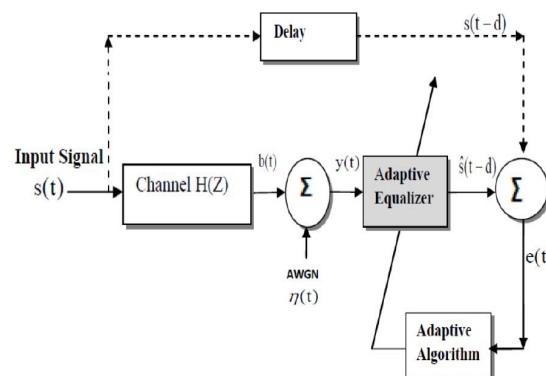 Delay
s(t−d)
Input Signal
s(t)
Channel H(Z)
b(t)
Σ
y(t)
Adaptive
Equalizer
ŝ(t−d)
Σ
AWGN
η(t)
e(t
Adaptive
Algorithm